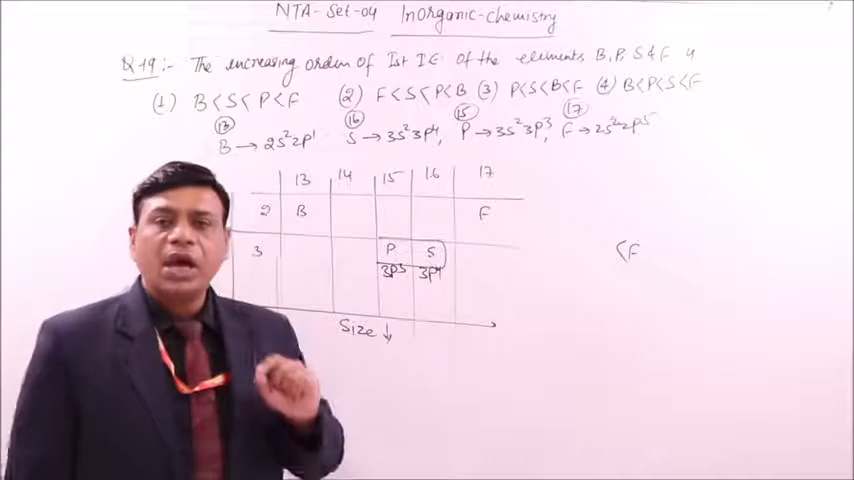 NTA-Set-04 Inorganic-chemistry
Q.19:- The increasing order of Ist I.E. of the elements B, P, S & F is
(1) B<S<P<F (2) F<S<P<B (3) P<S<B<F (4) B<P<S<F
(13) (16) (15) (17)
B → 2s²2p¹ S → 3s²3p⁴, P → 3s²3p³, F → 2s²2p⁵
13 14 15 16 17
2 B F
3 P S <F
3p³ 3p⁴
Size ↓